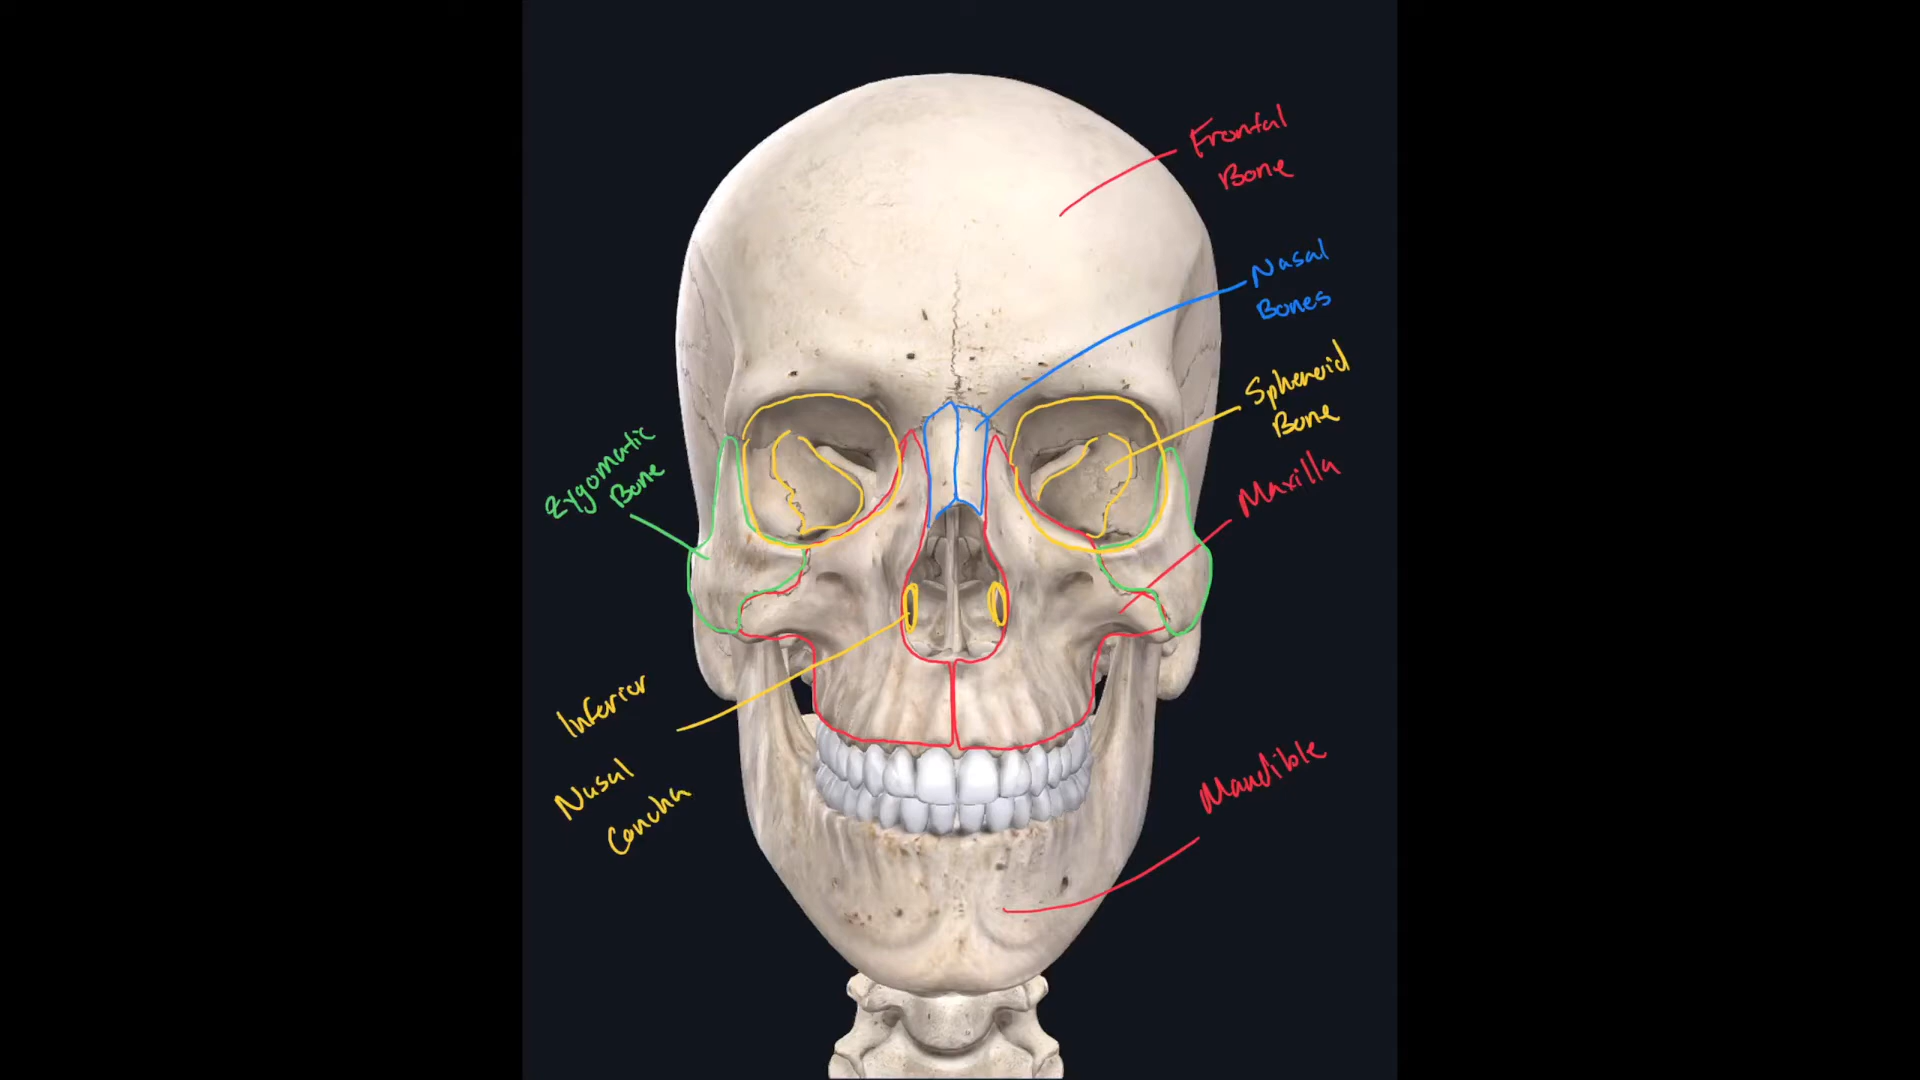 Frontal
Bone
Nasal
Bones
Sphenoid
Bone
Zygomatic
Bone
Maxilla
Inferior
Nasal
Concha
Mandible